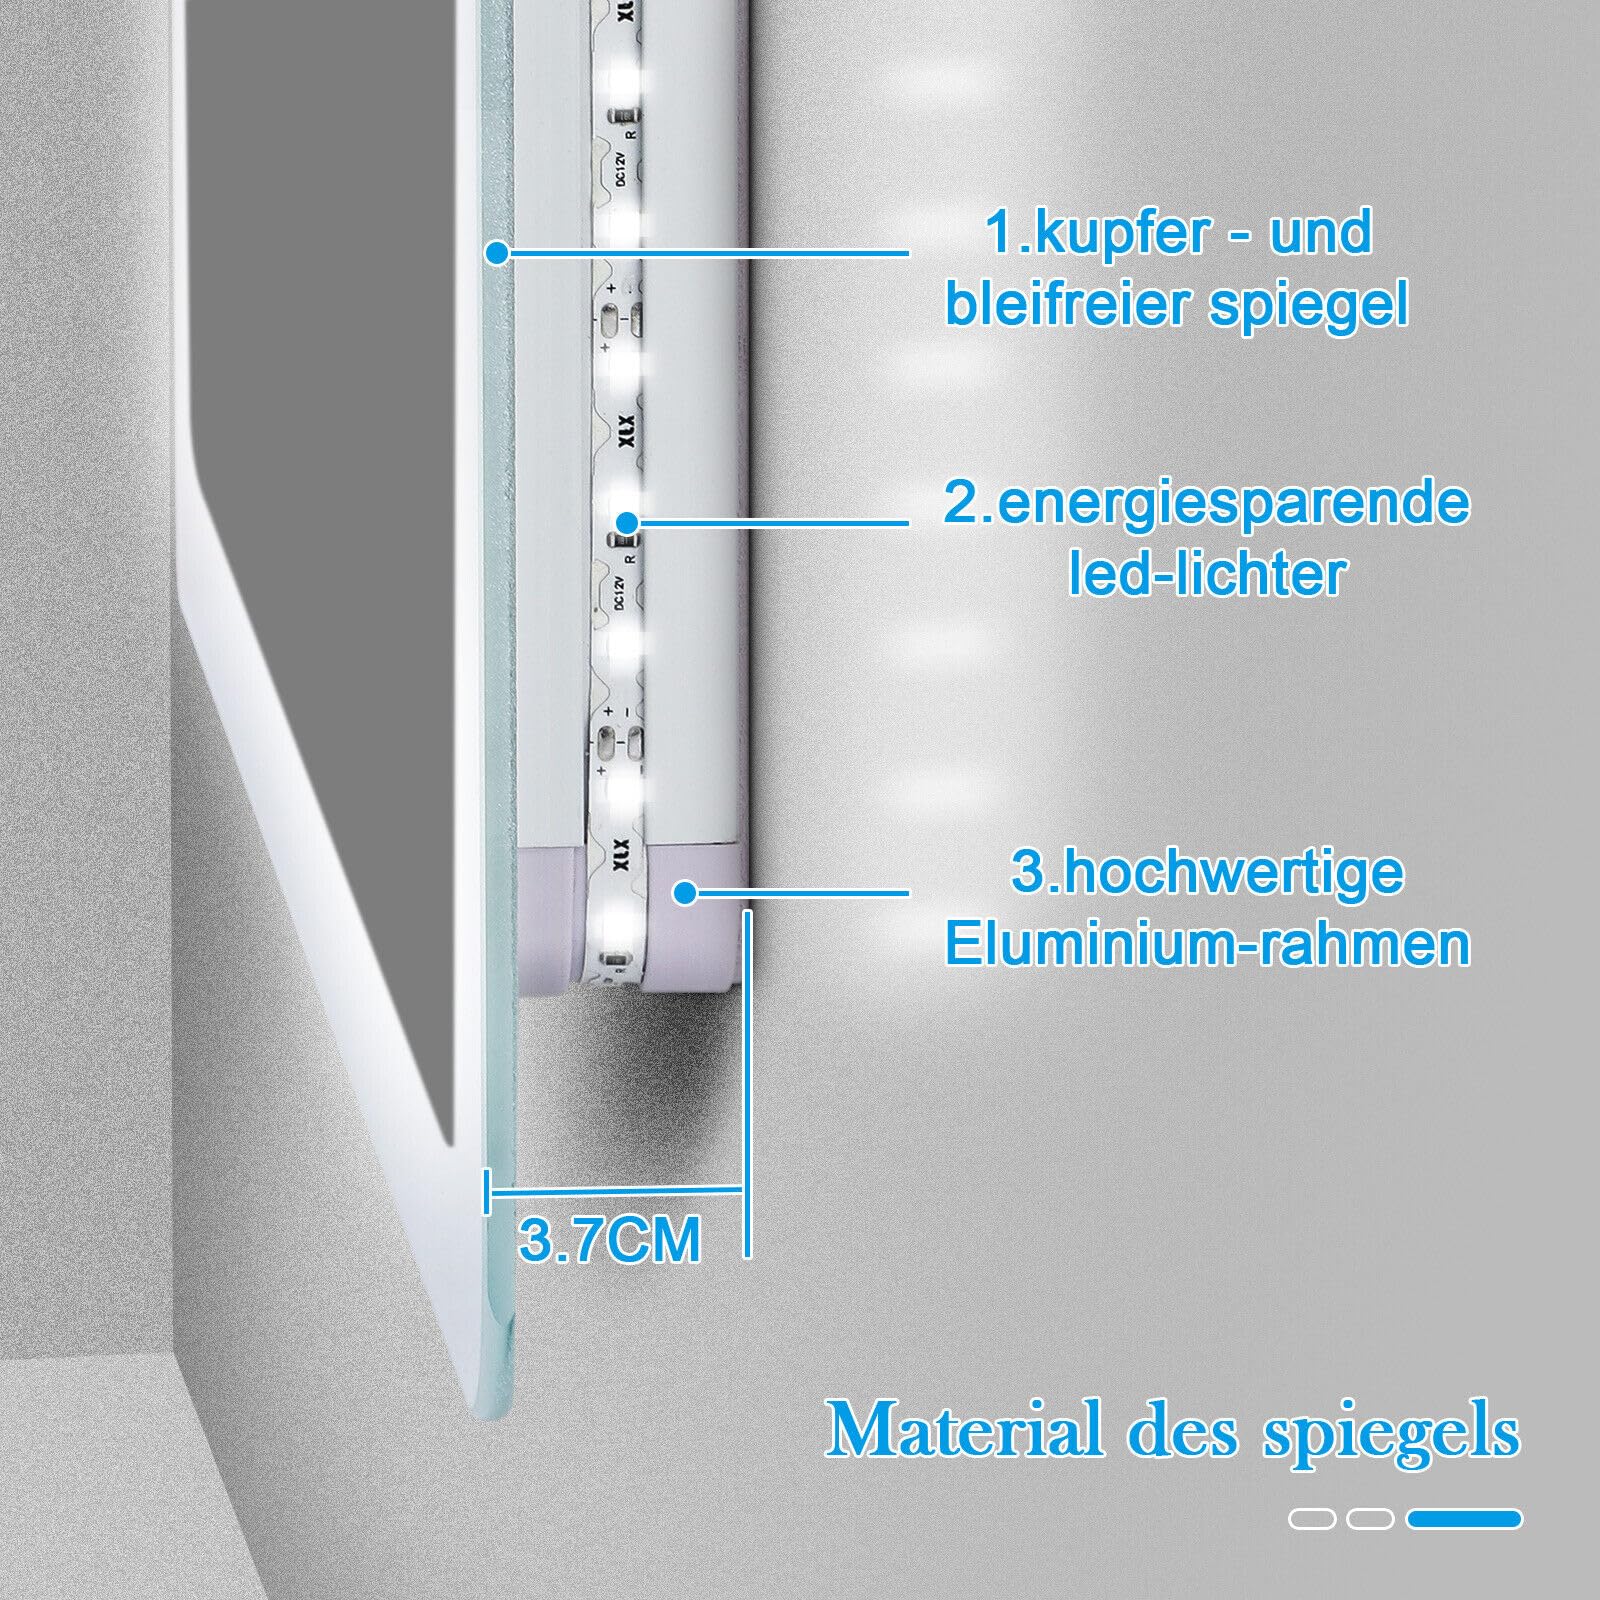 XLX
R
DC12V
1.kupfer - und
bleifreier spiegel
+ -
- -
+
XLX
2.energiesparende
led-lichter
R
DC12V
+ -
+ -
+
XLX
3.hochwertige
Eluminium-rahmen
R
3.7CM
Material des spiegels